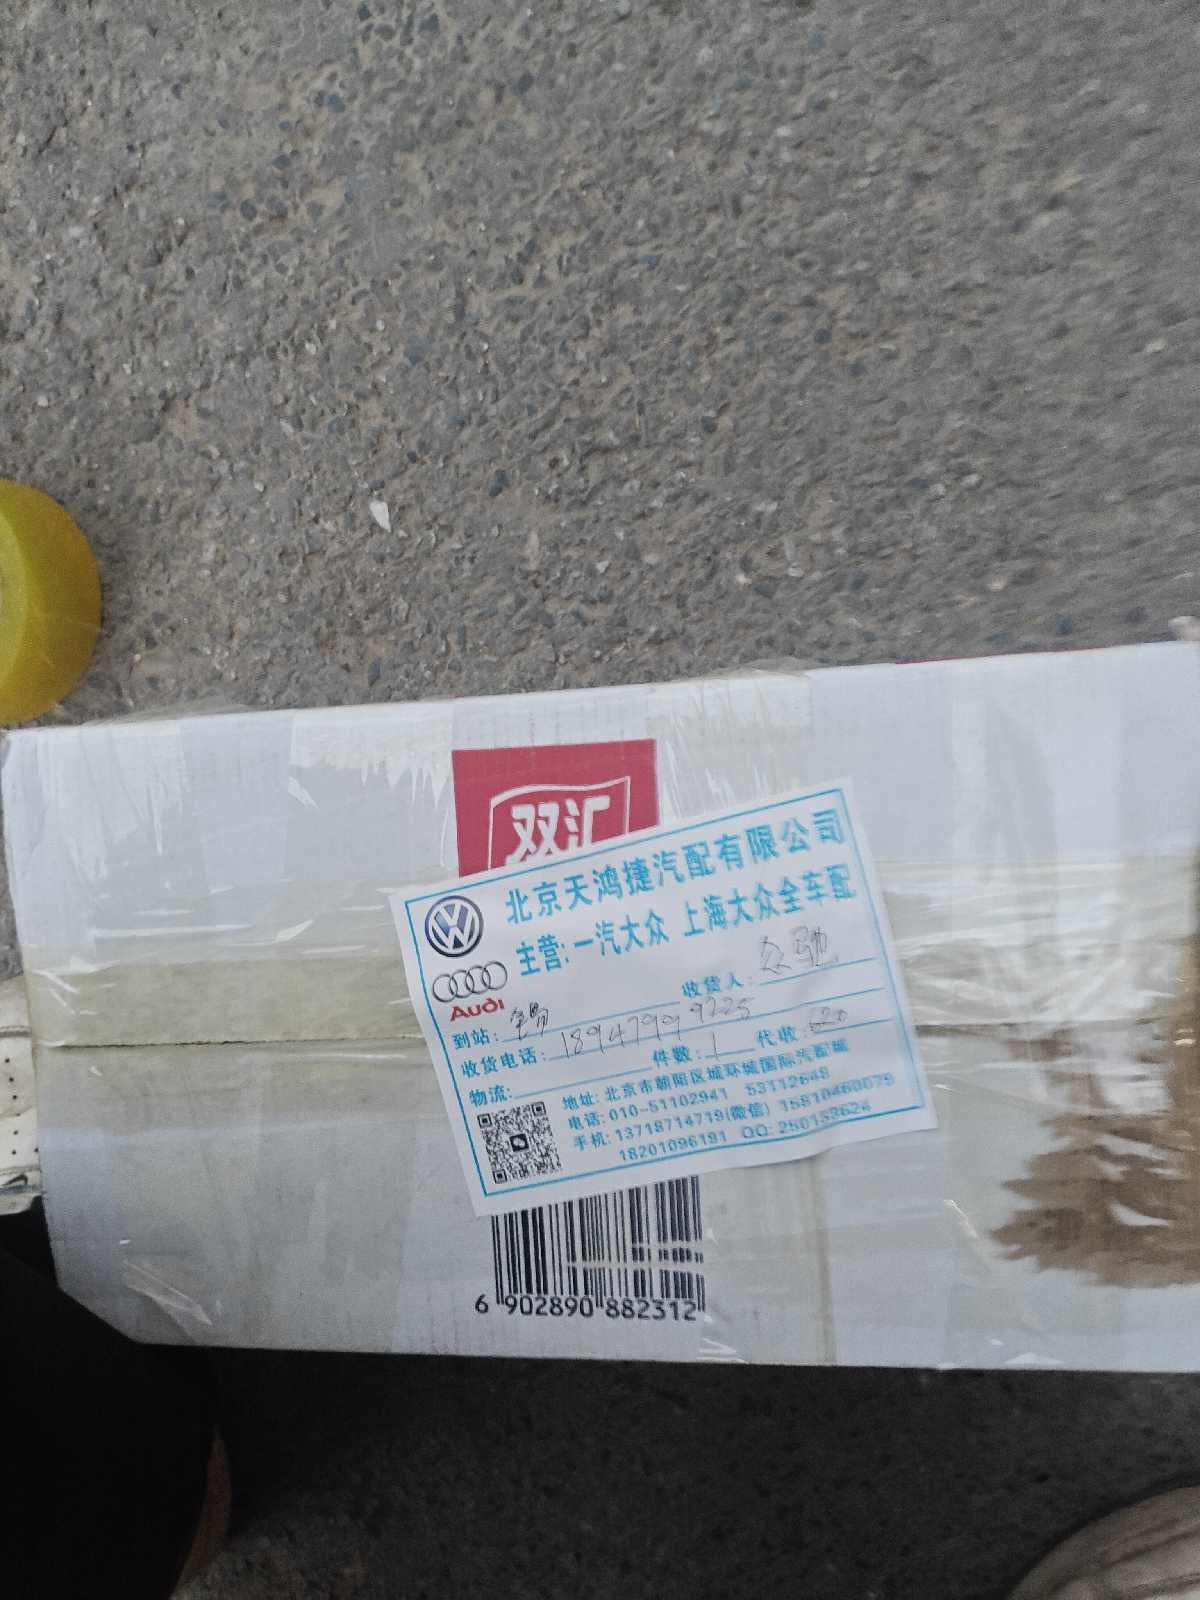 双汇
北京天鸿捷汽配有限公司
主营:一汽大众 上海大众全车配
Audi
到站: 收货人:众驰
收货电话:18947999225
物流: 件数:1 代收:620
地址:北京市朝阳区城环城国际汽配城
电话:010-51102941 53112648
手机:13718714719(微信) 15810460079
18201096191 QQ:250153624
6 902890 882312